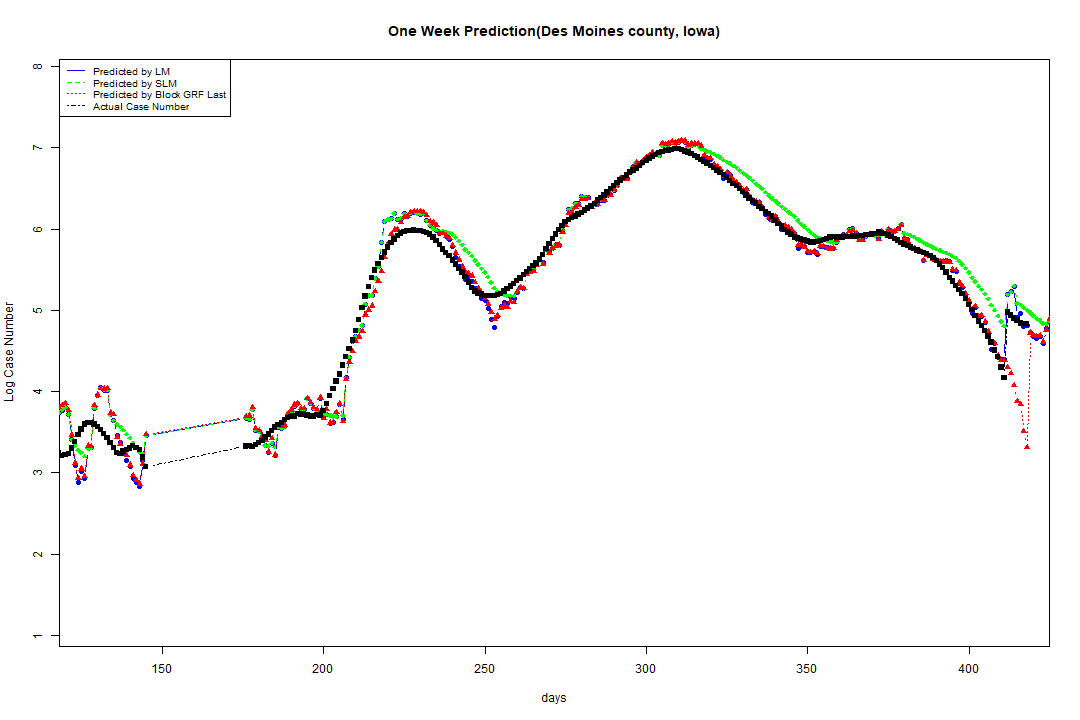 One Week Prediction(Des Moines county, Iowa)
Predicted by LM
Predicted by SLM
Predicted by Block GRF Last
Actual Case Number
8
7
6
5
4
3
2
1
Log Case Number
150 200 250 300 350 400
days